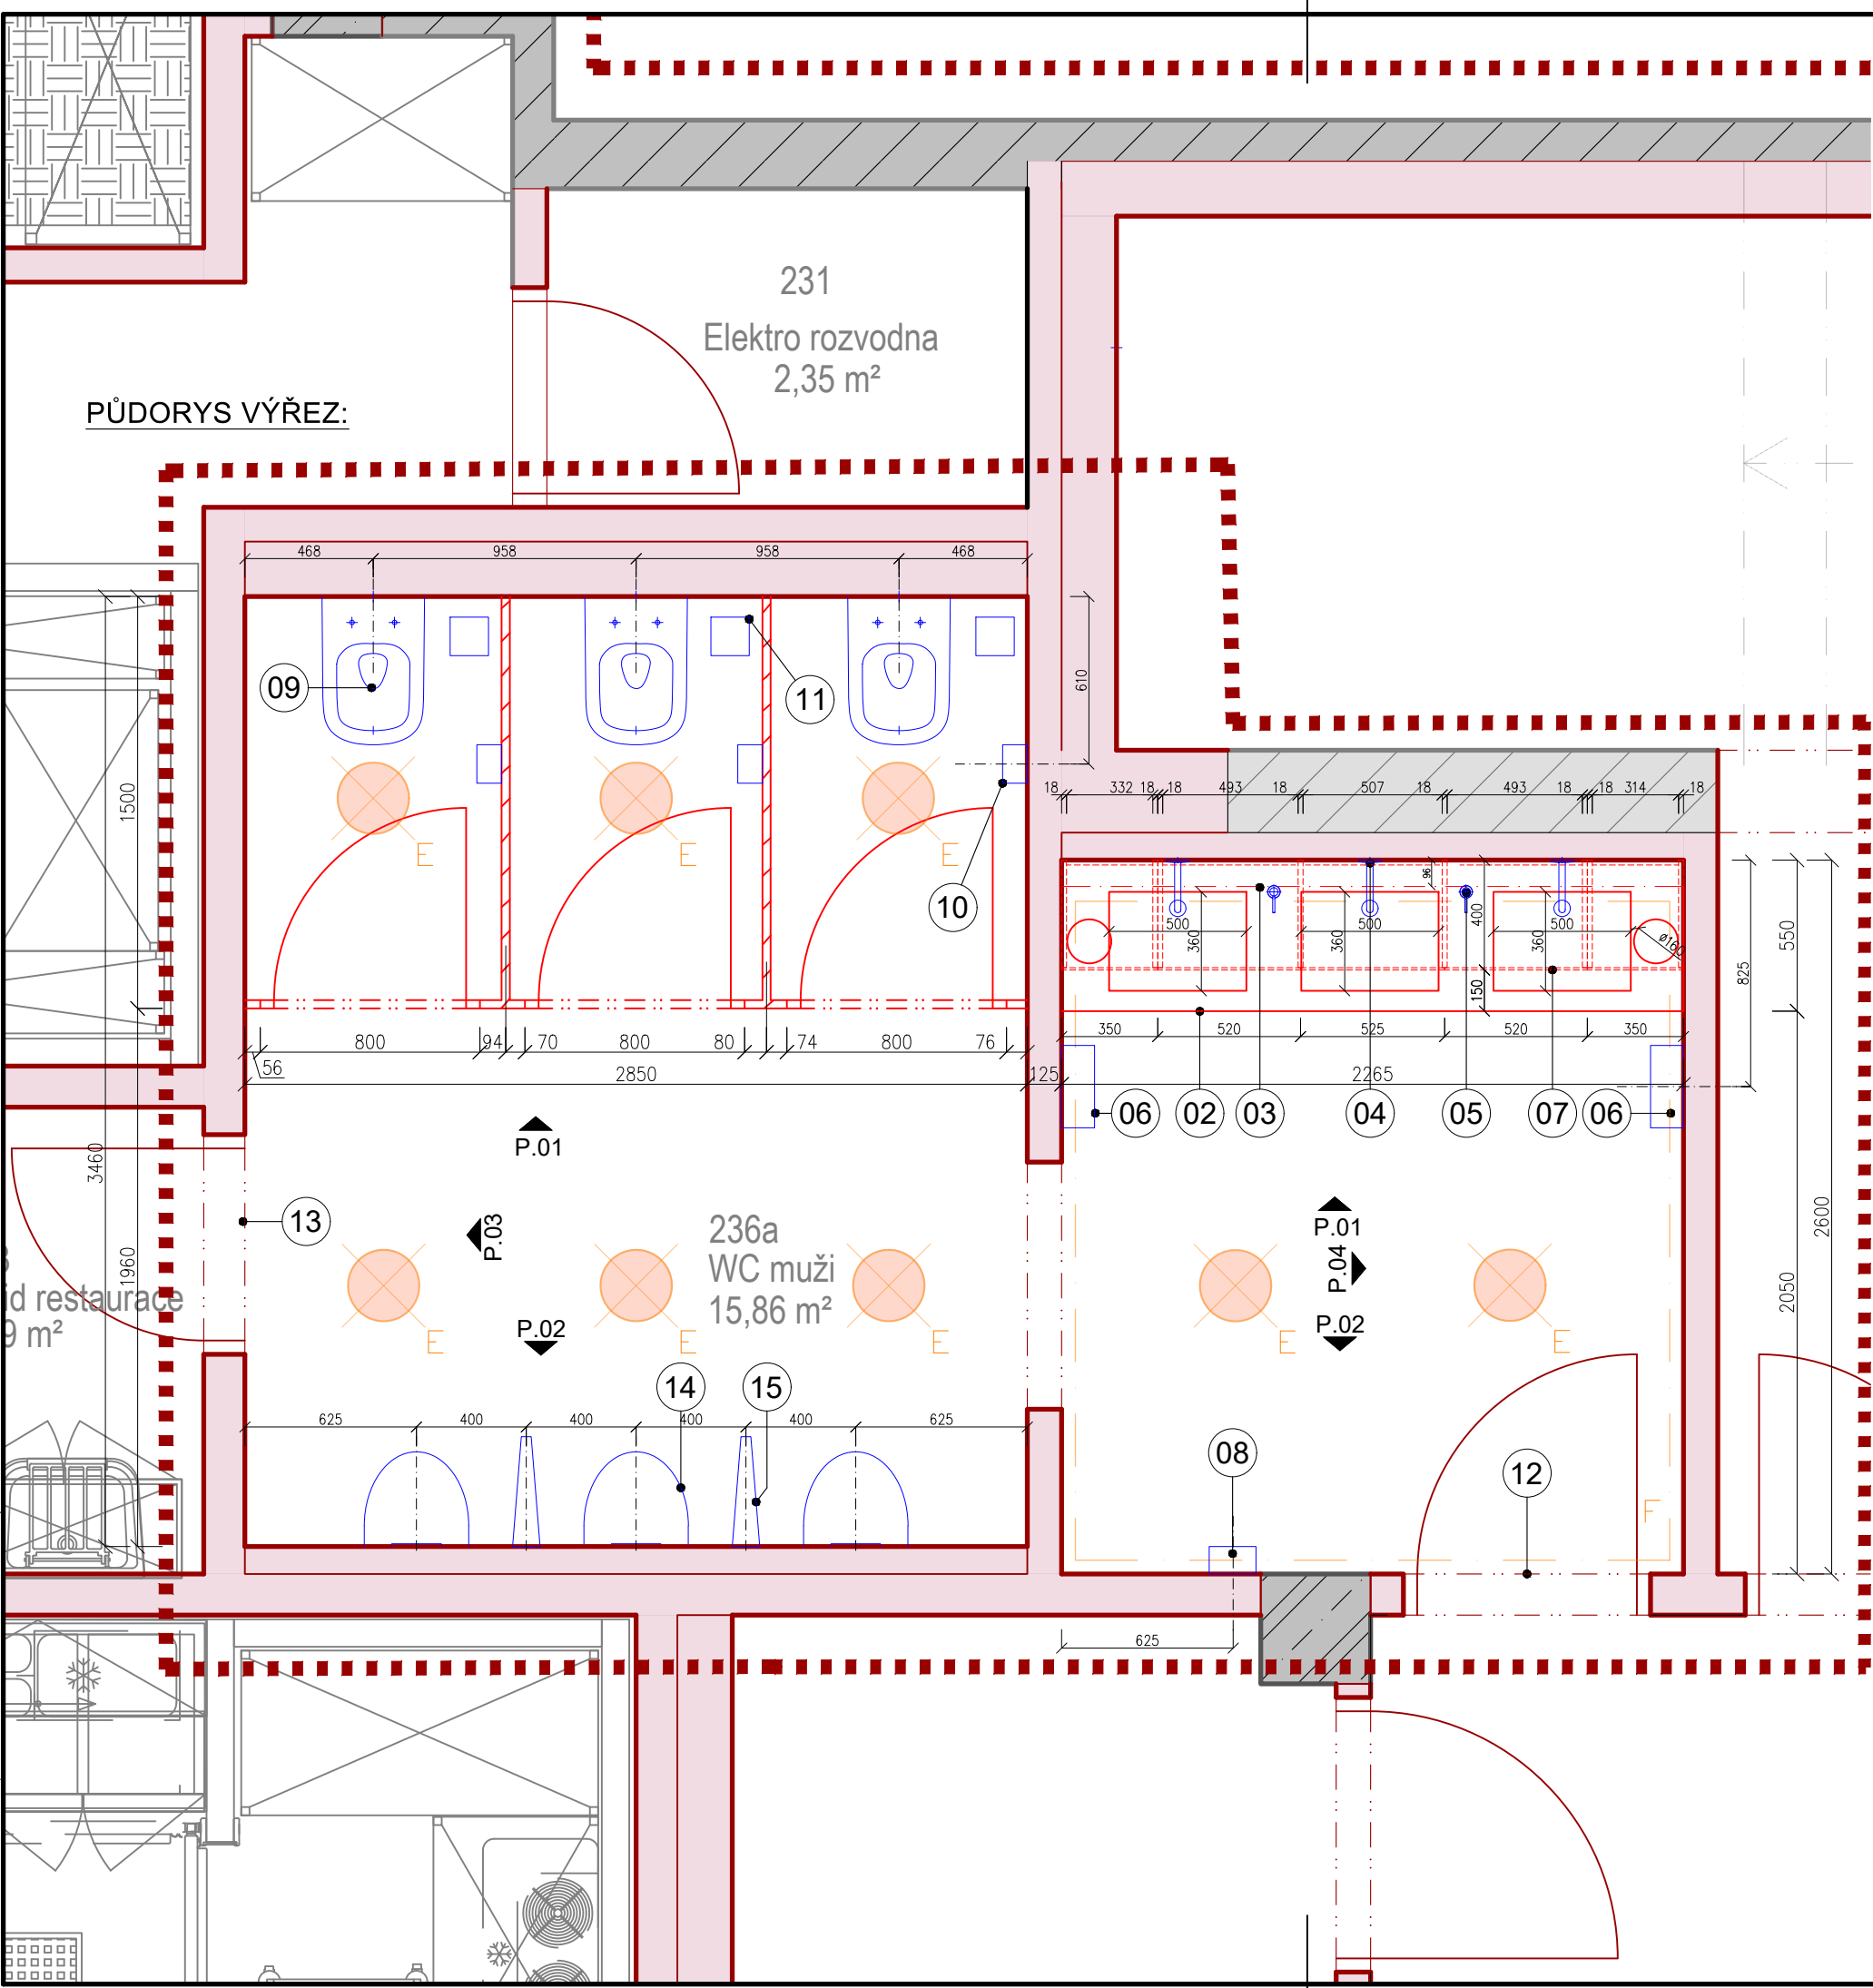 231
Elektro rozvodna
2,35 m²
PŮDORYS VÝŘEZ:
468 958 958 468
09
11
10
610
1500
E E E
18 332 18 18 493 18 507 18 493 18 18 314 18
96
400
500 500 500
360 360 360
ø160
150
550
825
350 520 525 520 350
800 94 70 800 80 74 800 76
56
2850 125 2265
06 02 03 04 05 07 06
P.01
3460
13
P.03
236a
WC muži
15,86 m²
P.01
P.04
P.02
P.02
2600
2050
1960
id restaurace
9 m²
E E E E E
14 15
625 400 400 400 400 625
08
12
E
625